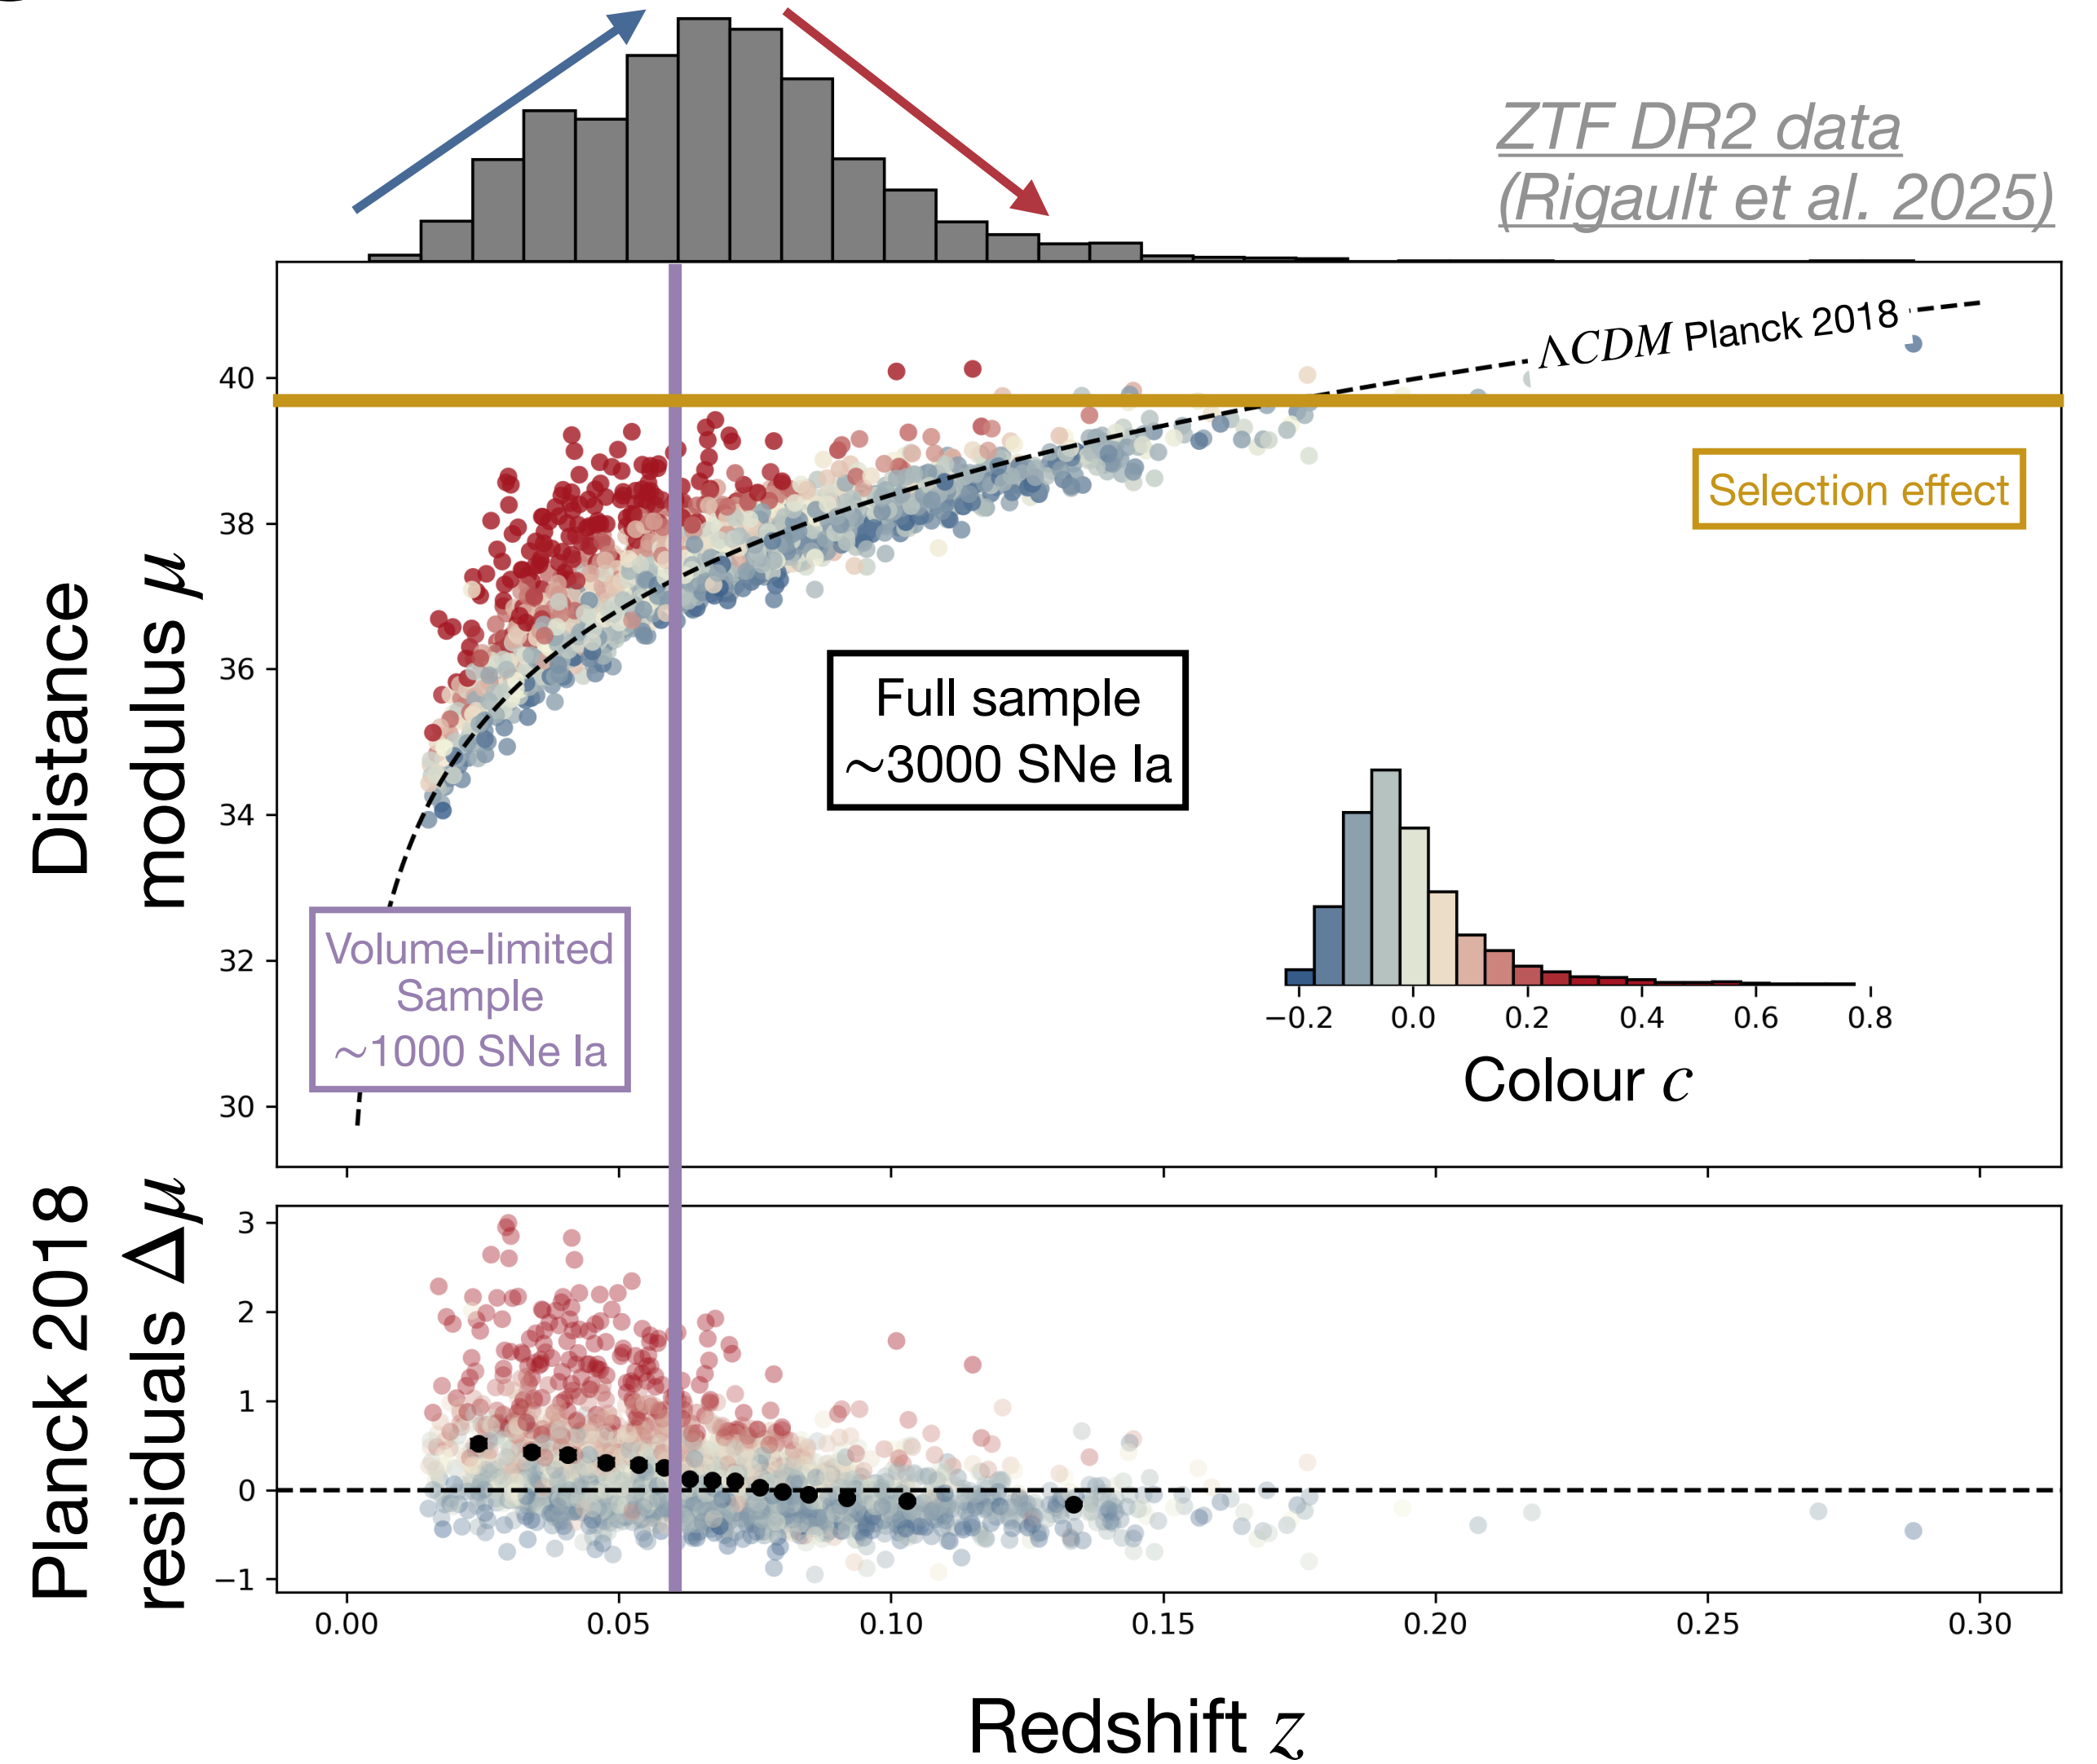 ZTF DR2 data
(Rigault et al. 2025)
ΛCDM Planck 2018
40
38
36
34
32
30
Distance
modulus μ
Selection effect
Full sample
~3000 SNe Ia
Volume-limited
Sample
~1000 SNe Ia
−0.2 0.0 0.2 0.4 0.6 0.8
Colour c
Planck 2018
residuals Δμ
3
2
1
0
−1
0.00 0.05 0.10 0.15 0.20 0.25 0.30
Redshift z